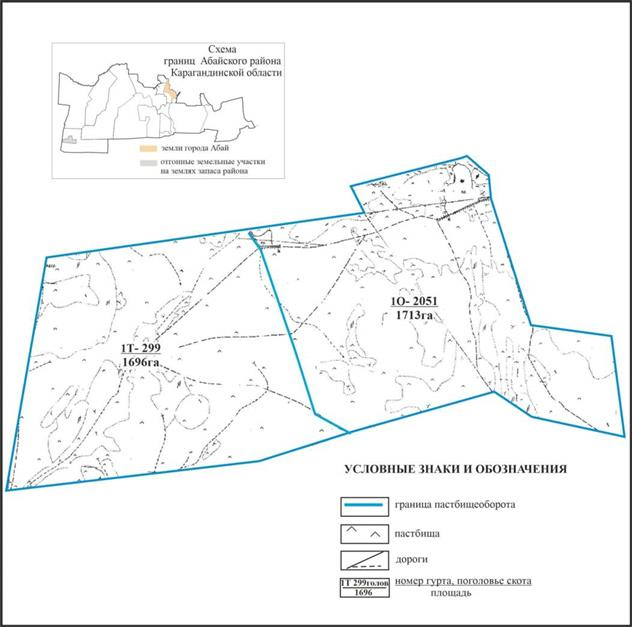 Схема
границ Абайского района
Карагандинской области
земли города Абай
отгонные земельные участки
на землях запаса района
1О- 2051
1713га
1Т- 299
1696га
УСЛОВНЫЕ ЗНАКИ И ОБОЗНАЧЕНИЯ
граница пастбищеоборота
пастбища
дороги
1Т 299голов
1696
номер гурта, поголовье скота
площадь